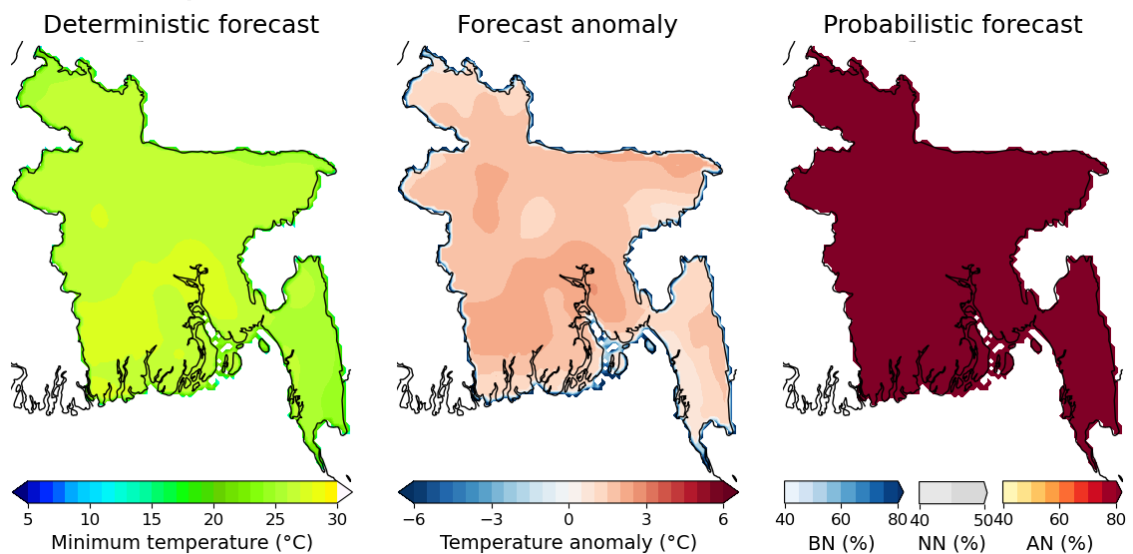 Deterministic forecast
Forecast anomaly
Probabilistic forecast
5 10 15 20 25 30
Minimum temperature (°C)
−6 −3 0 3 6
Temperature anomaly (°C)
40 60 80
BN (%)
40 50
NN (%)
40 60 80
AN (%)